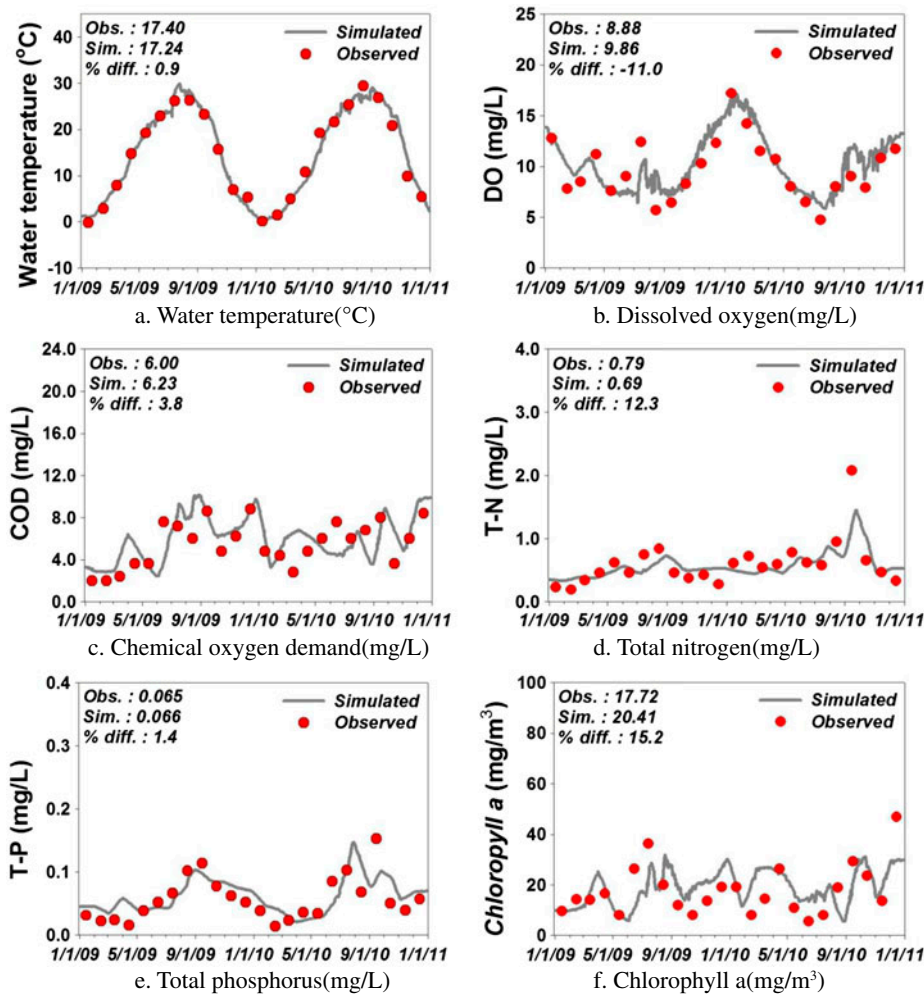 Obs. : 17.40
Sim. : 17.24
% diff. : 0.9
Simulated
Observed
Water temperature (°C)
40
30
20
10
0
-10
1/1/09 5/1/09 9/1/09 1/1/10 5/1/10 9/1/10 1/1/11
a. Water temperature(°C)
Obs. : 8.88
Sim. : 9.86
% diff. : -11.0
Simulated
Observed
DO (mg/L)
25
20
15
10
5
0
1/1/09 5/1/09 9/1/09 1/1/10 5/1/10 9/1/10 1/1/11
b. Dissolved oxygen(mg/L)
Obs. : 6.00
Sim. : 6.23
% diff. : 3.8
Simulated
Observed
COD (mg/L)
24.0
20.0
16.0
12.0
8.0
4.0
0.0
1/1/09 5/1/09 9/1/09 1/1/10 5/1/10 9/1/10 1/1/11
c. Chemical oxygen demand(mg/L)
Obs. : 0.79
Sim. : 0.69
% diff. : 12.3
Simulated
Observed
T-N (mg/L)
4.0
3.0
2.0
1.0
0.0
1/1/09 5/1/09 9/1/09 1/1/10 5/1/10 9/1/10 1/1/11
d. Total nitrogen(mg/L)
Obs. : 0.065
Sim. : 0.066
% diff. : 1.4
Simulated
Observed
T-P (mg/L)
0.4
0.3
0.2
0.1
0.0
1/1/09 5/1/09 9/1/09 1/1/10 5/1/10 9/1/10 1/1/11
e. Total phosphorus(mg/L)
Obs. : 17.72
Sim. : 20.41
% diff. : 15.2
Simulated
Observed
Chloropyll a (mg/m³)
100
80
60
40
20
0
1/1/09 5/1/09 9/1/09 1/1/10 5/1/10 9/1/10 1/1/11
f. Chlorophyll a(mg/m³)